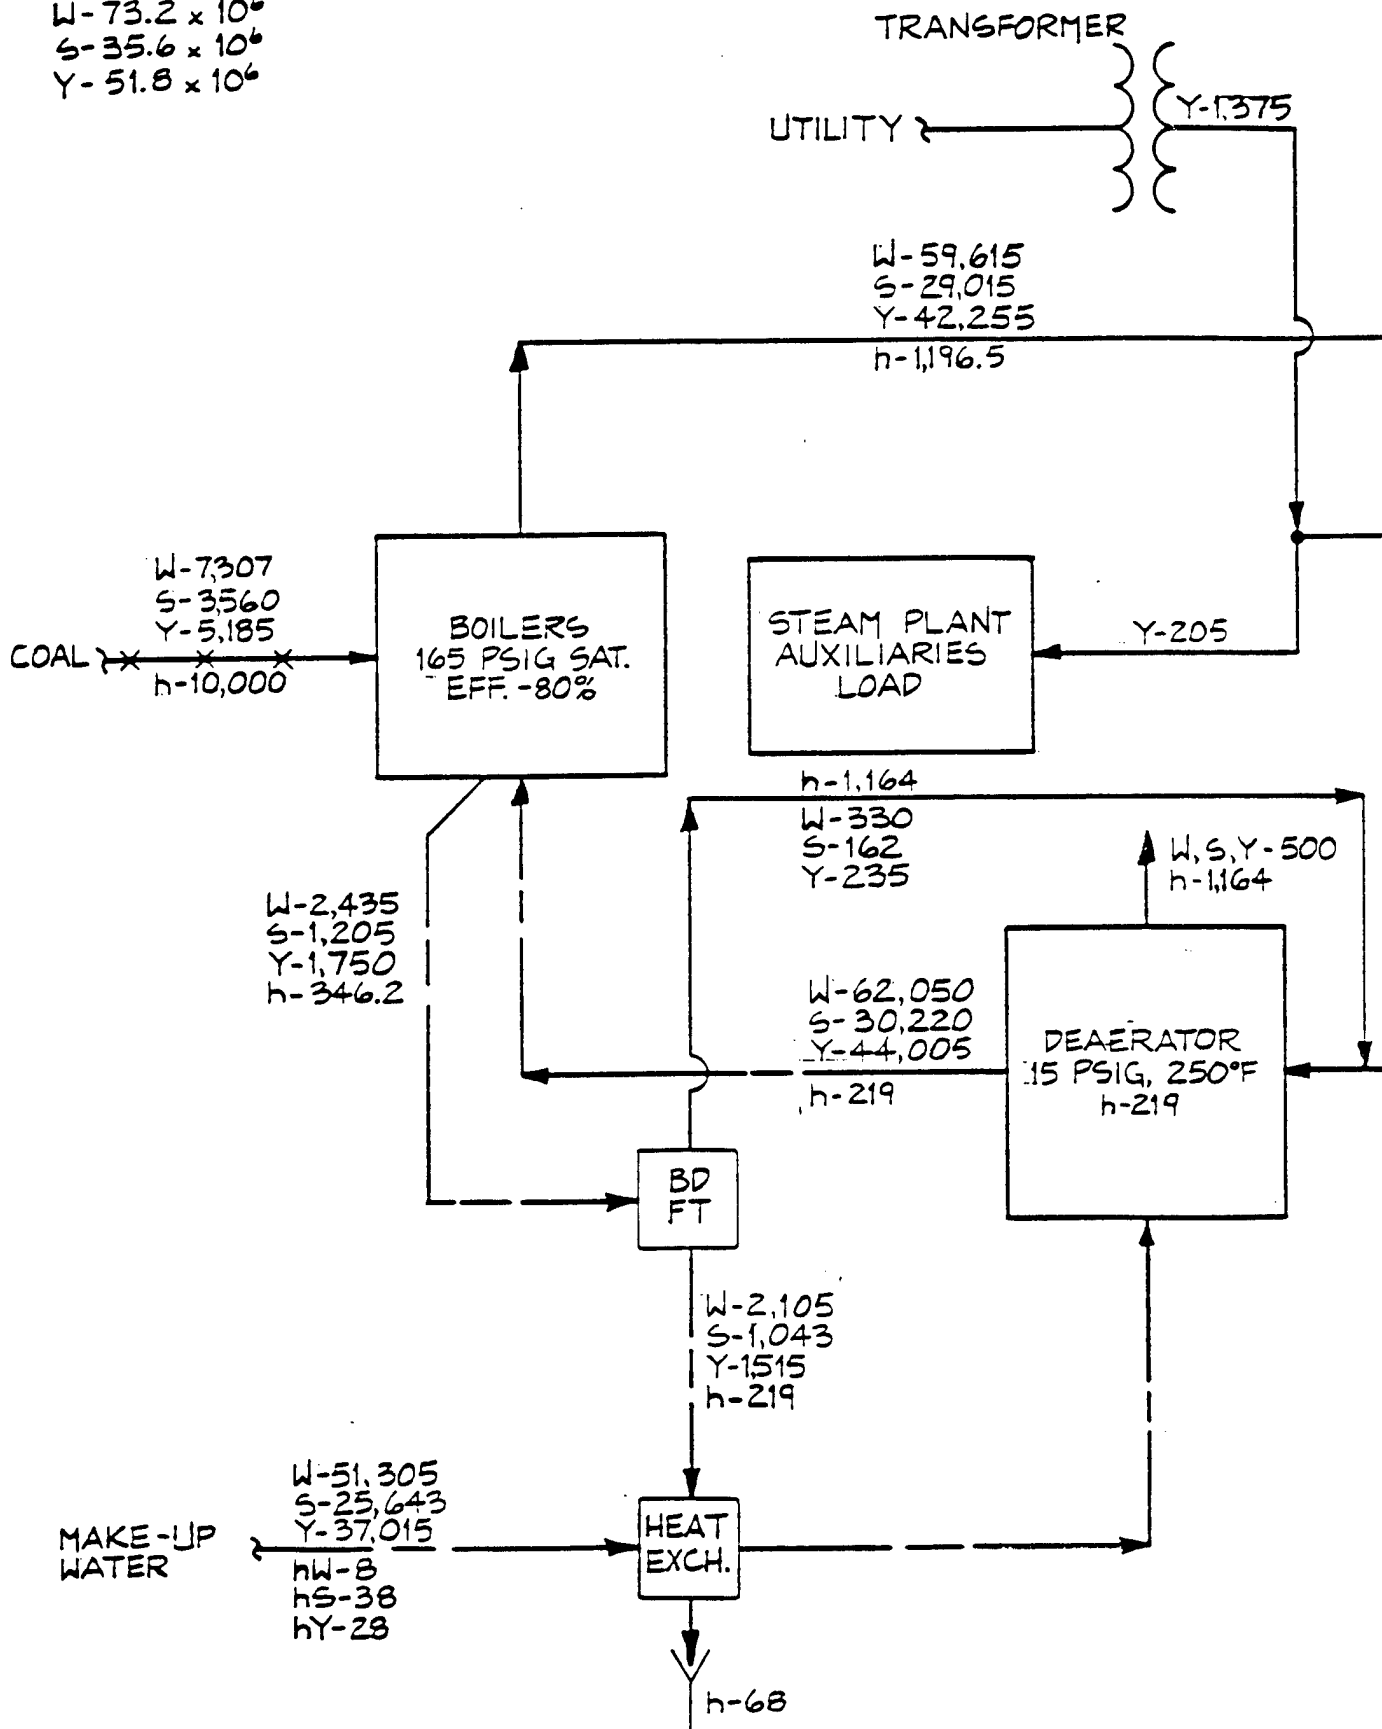 W-73.2 x 10⁶
S-35.6 x 10⁶
Y-51.8 x 10⁶
TRANSFORMER
UTILITY
Y-1,375
W-59,615
S-29,015
Y-42,255
h-1,196.5
W-7,307
S-3,560
Y-5,185
COAL
h-10,000
BOILERS
165 PSIG SAT.
EFF.-80%
STEAM PLANT
AUXILIARIES
LOAD
Y-205
h-1,164
W-330
S-162
Y-235
W,S,Y-500
h-1,164
W-2,435
S-1,205
Y-1,750
h-346.2
W-62,050
S-30,220
Y-44,005
h-219
DEAERATOR
15 PSIG, 250°F
h-219
BD
FT
W-2,105
S-1,043
Y-1,515
h-219
W-51,305
S-25,643
Y-37,015
MAKE-UP
WATER
hW-8
hS-38
hY-28
HEAT
EXCH.
h-68